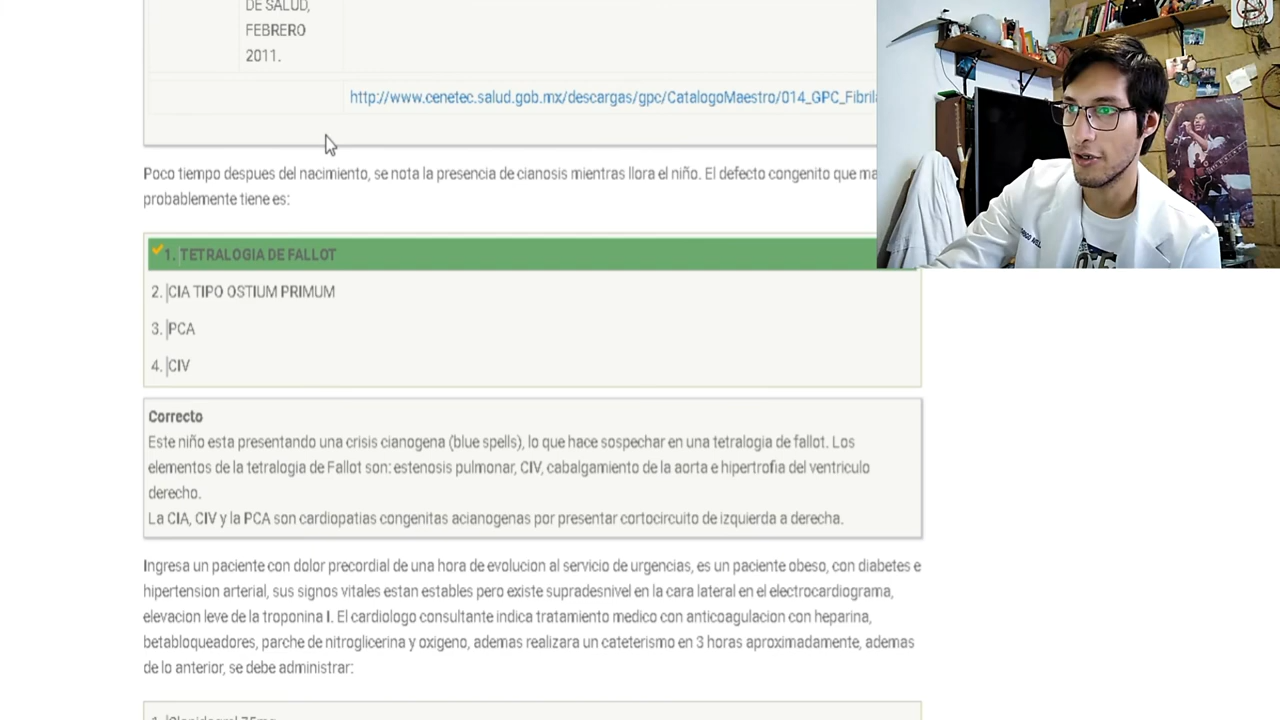 DE SALUD,
FEBRERO
2011.
http://www.cenetec.salud.gob.mx/descargas/gpc/CatalogoMaestro/014_GPC_Fibril
Poco tiempo despues del nacimiento, se nota la presencia de cianosis mientras llora el niño. El defecto congenito que ma
probablemente tiene es:
1. TETRALOGIA DE FALLOT
2. CIA TIPO OSTIUM PRIMUM
3. PCA
4. CIV
Correcto
Este niño esta presentando una crisis cianogena (blue spells), lo que hace sospechar en una tetralogia de fallot. Los
elementos de la tetralogia de Fallot son: estenosis pulmonar, CIV, cabalgamiento de la aorta e hipertrofia del ventriculo
derecho.
La CIA, CIV y la PCA son cardiopatias congenitas acianogenas por presentar cortocircuito de izquierda a derecha.
Ingresa un paciente con dolor precordial de una hora de evolucion al servicio de urgencias, es un paciente obeso, con diabetes e
hipertension arterial, sus signos vitales estan estables pero existe supradesnivel en la cara lateral en el electrocardiograma,
elevacion leve de la troponina I. El cardiologo consultante indica tratamiento medico con anticoagulacion con heparina,
betabloqueadores, parche de nitroglicerina y oxigeno, ademas realizara un cateterismo en 3 horas aproximadamente, ademas
de lo anterior, se debe administrar: